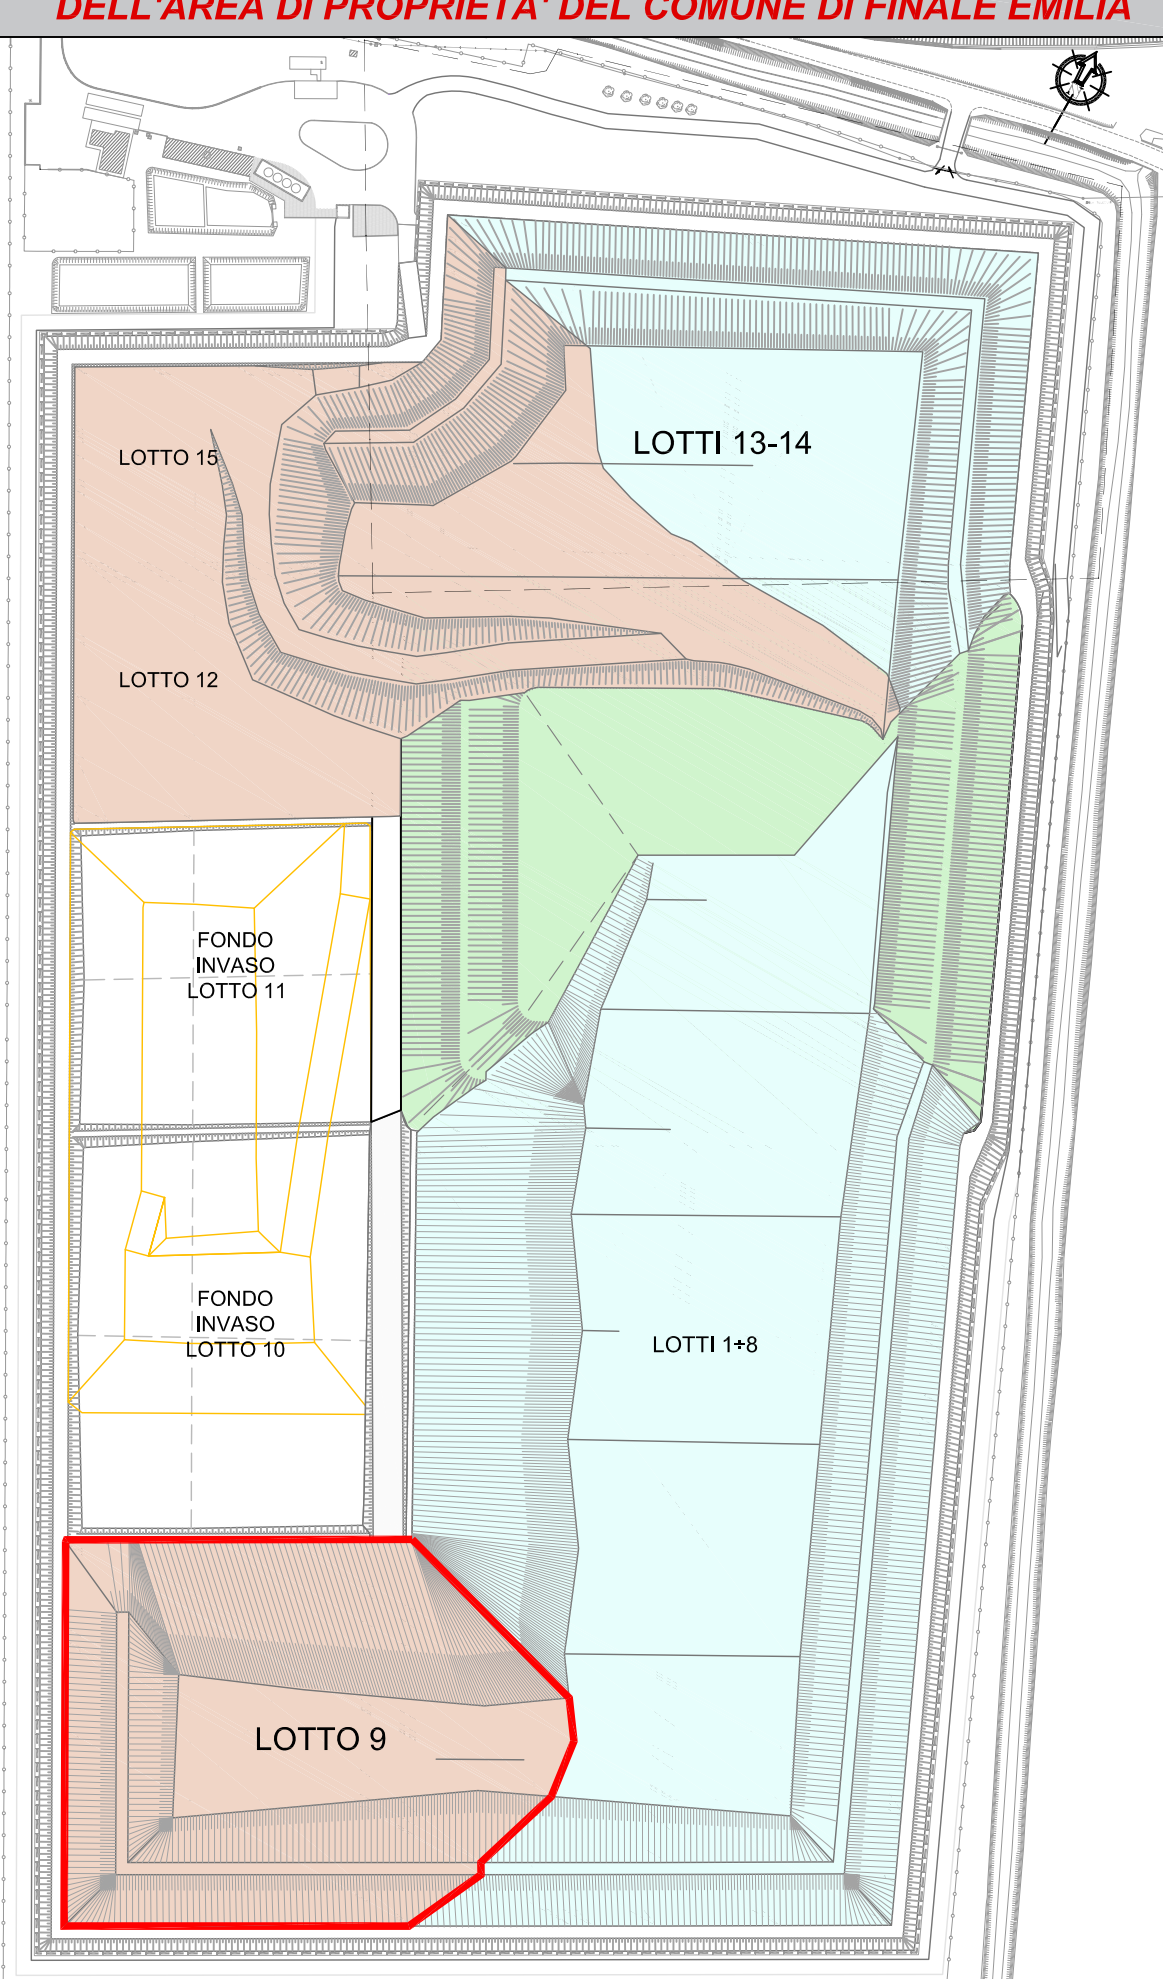 DELL'AREA DI PROPRIETA' DEL COMUNE DI FINALE EMILIA
LOTTI 13-14
LOTTO 15
LOTTO 12
FONDO
INVASO
LOTTO 11
FONDO
INVASO
LOTTO 10
LOTTI 1÷8
LOTTO 9